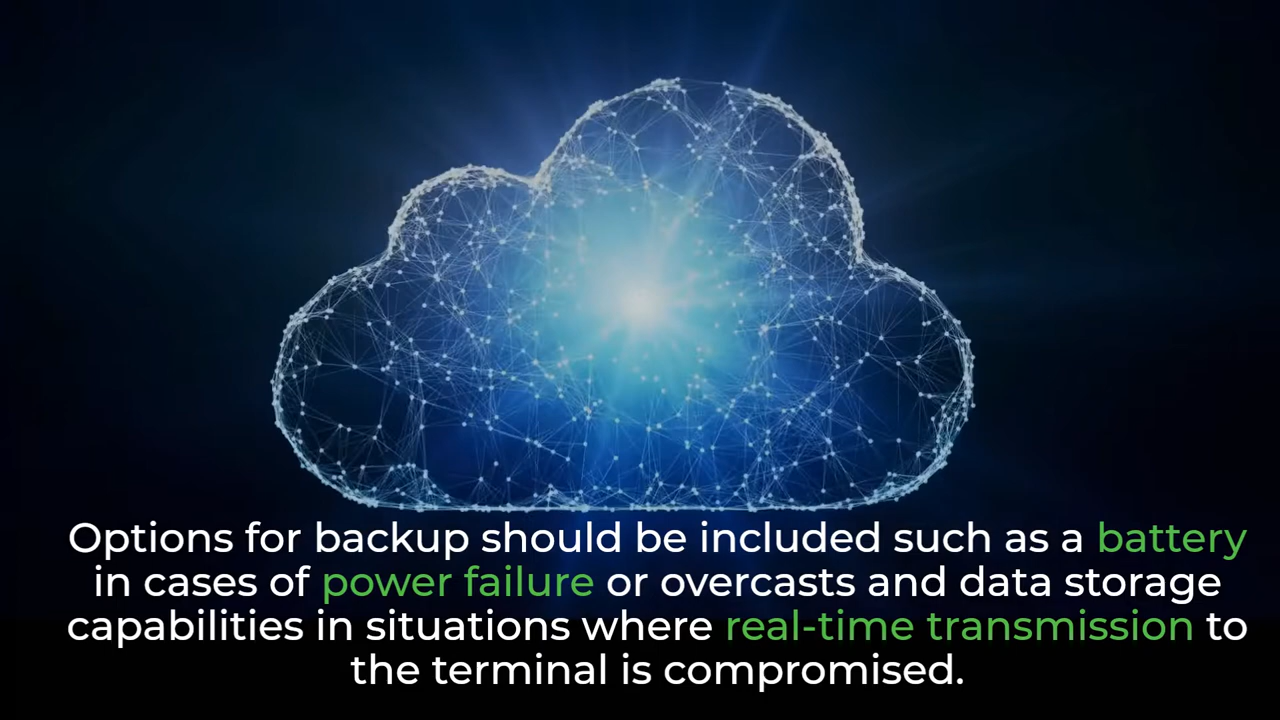 Options for backup should be included such as a battery
in cases of power failure or overcasts and data storage
capabilities in situations where real-time transmission to
the terminal is compromised.